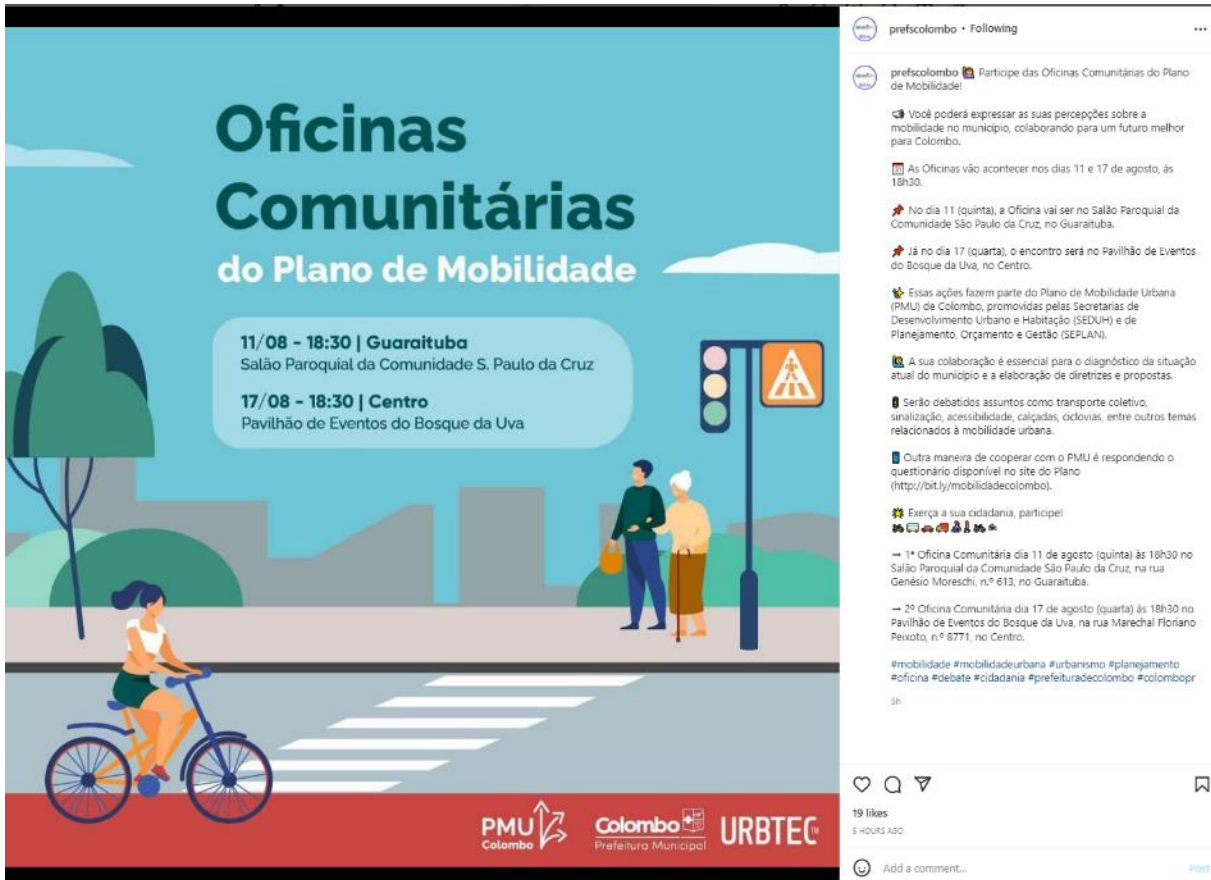 Oficinas
Comunitárias
do Plano de Mobilidade
11/08 - 18:30 | Guaraituba
Salão Paroquial da Comunidade S. Paulo da Cruz
17/08 - 18:30 | Centro
Pavilhão de Eventos do Bosque da Uva
PMU
Colombo
Colombo
Prefeitura Municipal
URBTEC™
prefscolombo • Following
prefscolombo 🙋 Participe das Oficinas Comunitárias do Plano
de Mobilidade!
📢 Você poderá expressar as suas percepções sobre a
mobilidade no município, colaborando para um futuro melhor
para Colombo.
📅 As Oficinas vão acontecer nos dias 11 e 17 de agosto, às
18h30.
📌 No dia 11 (quinta), a Oficina vai ser no Salão Paroquial da
Comunidade São Paulo da Cruz, no Guaraituba.
📌 Já no dia 17 (quarta), o encontro será no Pavilhão de Eventos
do Bosque da Uva, no Centro.
Essas ações fazem parte do Plano de Mobilidade Urbana
(PMU) de Colombo, promovidas pelas Secretarias de
Desenvolvimento Urbano e Habitação (SEDUH) e de
Planejamento, Orçamento e Gestão (SEPLAN).
🙋 A sua colaboração é essencial para o diagnóstico da situação
atual do município e a elaboração de diretrizes e propostas.
🚦 Serão debatidos assuntos como transporte coletivo,
sinalização, acessibilidade, calçadas, ciclovias, entre outros temas
relacionados à mobilidade urbana.
📱 Outra maneira de cooperar com o PMU é respondendo o
questionário disponível no site do Plano
(http://bit.ly/mobilidadecolombo).
Exerça a sua cidadania, participe!
→ 1ª Oficina Comunitária dia 11 de agosto (quinta) às 18h30 no
Salão Paroquial da Comunidade São Paulo da Cruz, na rua
Genésio Moreschi, n.º 613, no Guaraituba.
→ 2º Oficina Comunitária dia 17 de agosto (quarta) às 18h30 no
Pavilhão de Eventos do Bosque da Uva, na rua Marechal Floriano
Peixoto, n.º 8771, no Centro.
#mobilidade #mobilidadeurbana #urbanismo #planejamento
#oficina #debate #cidadania #prefeituradecolombo #colombopr
5h
19 likes
5 HOURS AGO
Add a comment...
Post